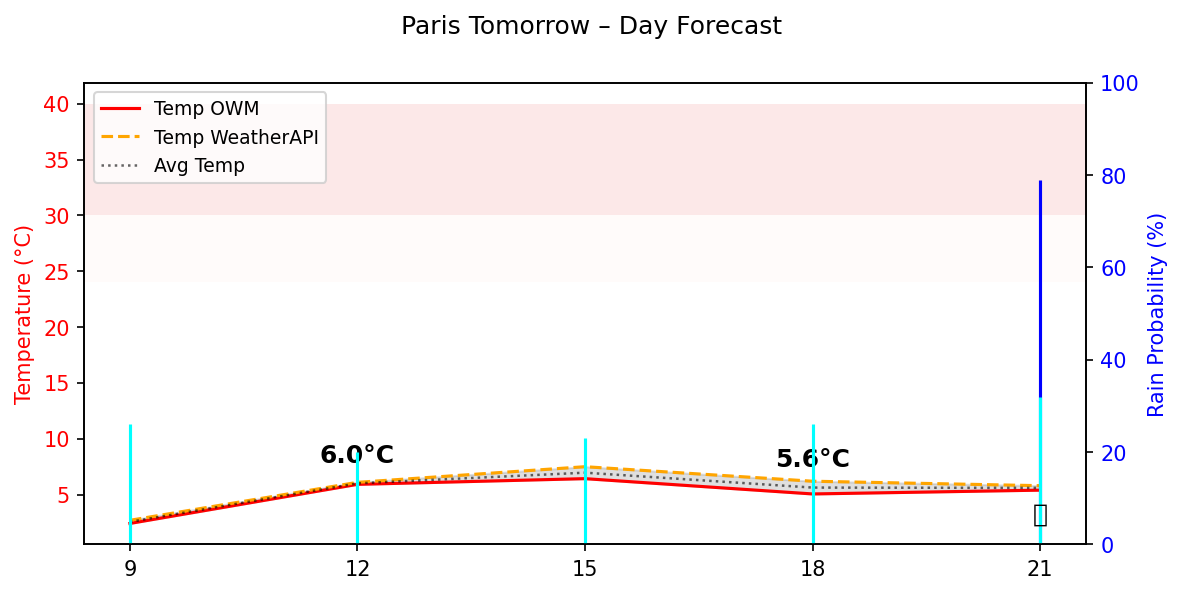 Paris Tomorrow – Day Forecast
Temp OWM
Temp WeatherAPI
Avg Temp
40
35
30
25
20
15
10
5
Temperature (°C)
100
80
60
40
20
0
Rain Probability (%)
6.0°C
5.6°C
9
12
15
18
21